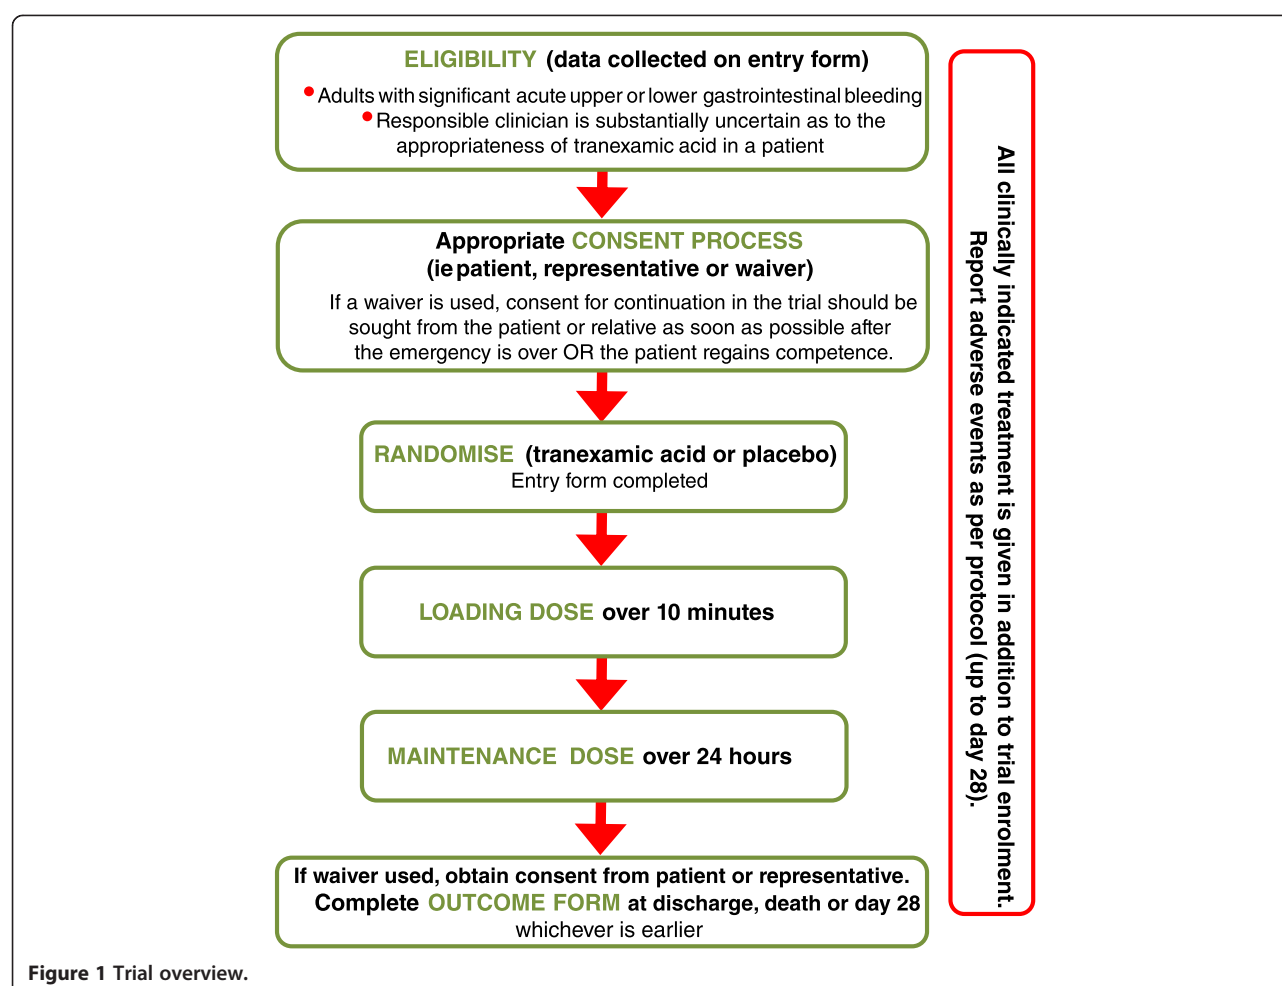 ELIGIBILITY (data collected on entry form)
• Adults with significant acute upper or lower gastrointestinal bleeding
• Responsible clinician is substantially uncertain as to the
appropriateness of tranexamic acid in a patient
Appropriate CONSENT PROCESS
(ie patient, representative or waiver)
If a waiver is used, consent for continuation in the trial should be
sought from the patient or relative as soon as possible after
the emergency is over OR the patient regains competence.
RANDOMISE (tranexamic acid or placebo)
Entry form completed
LOADING DOSE over 10 minutes
MAINTENANCE DOSE over 24 hours
If waiver used, obtain consent from patient or representative.
Complete OUTCOME FORM at discharge, death or day 28
whichever is earlier
All clinically indicated treatment is given in addition to trial enrolment.
Report adverse events as per protocol (up to day 28).
Figure 1 Trial overview.